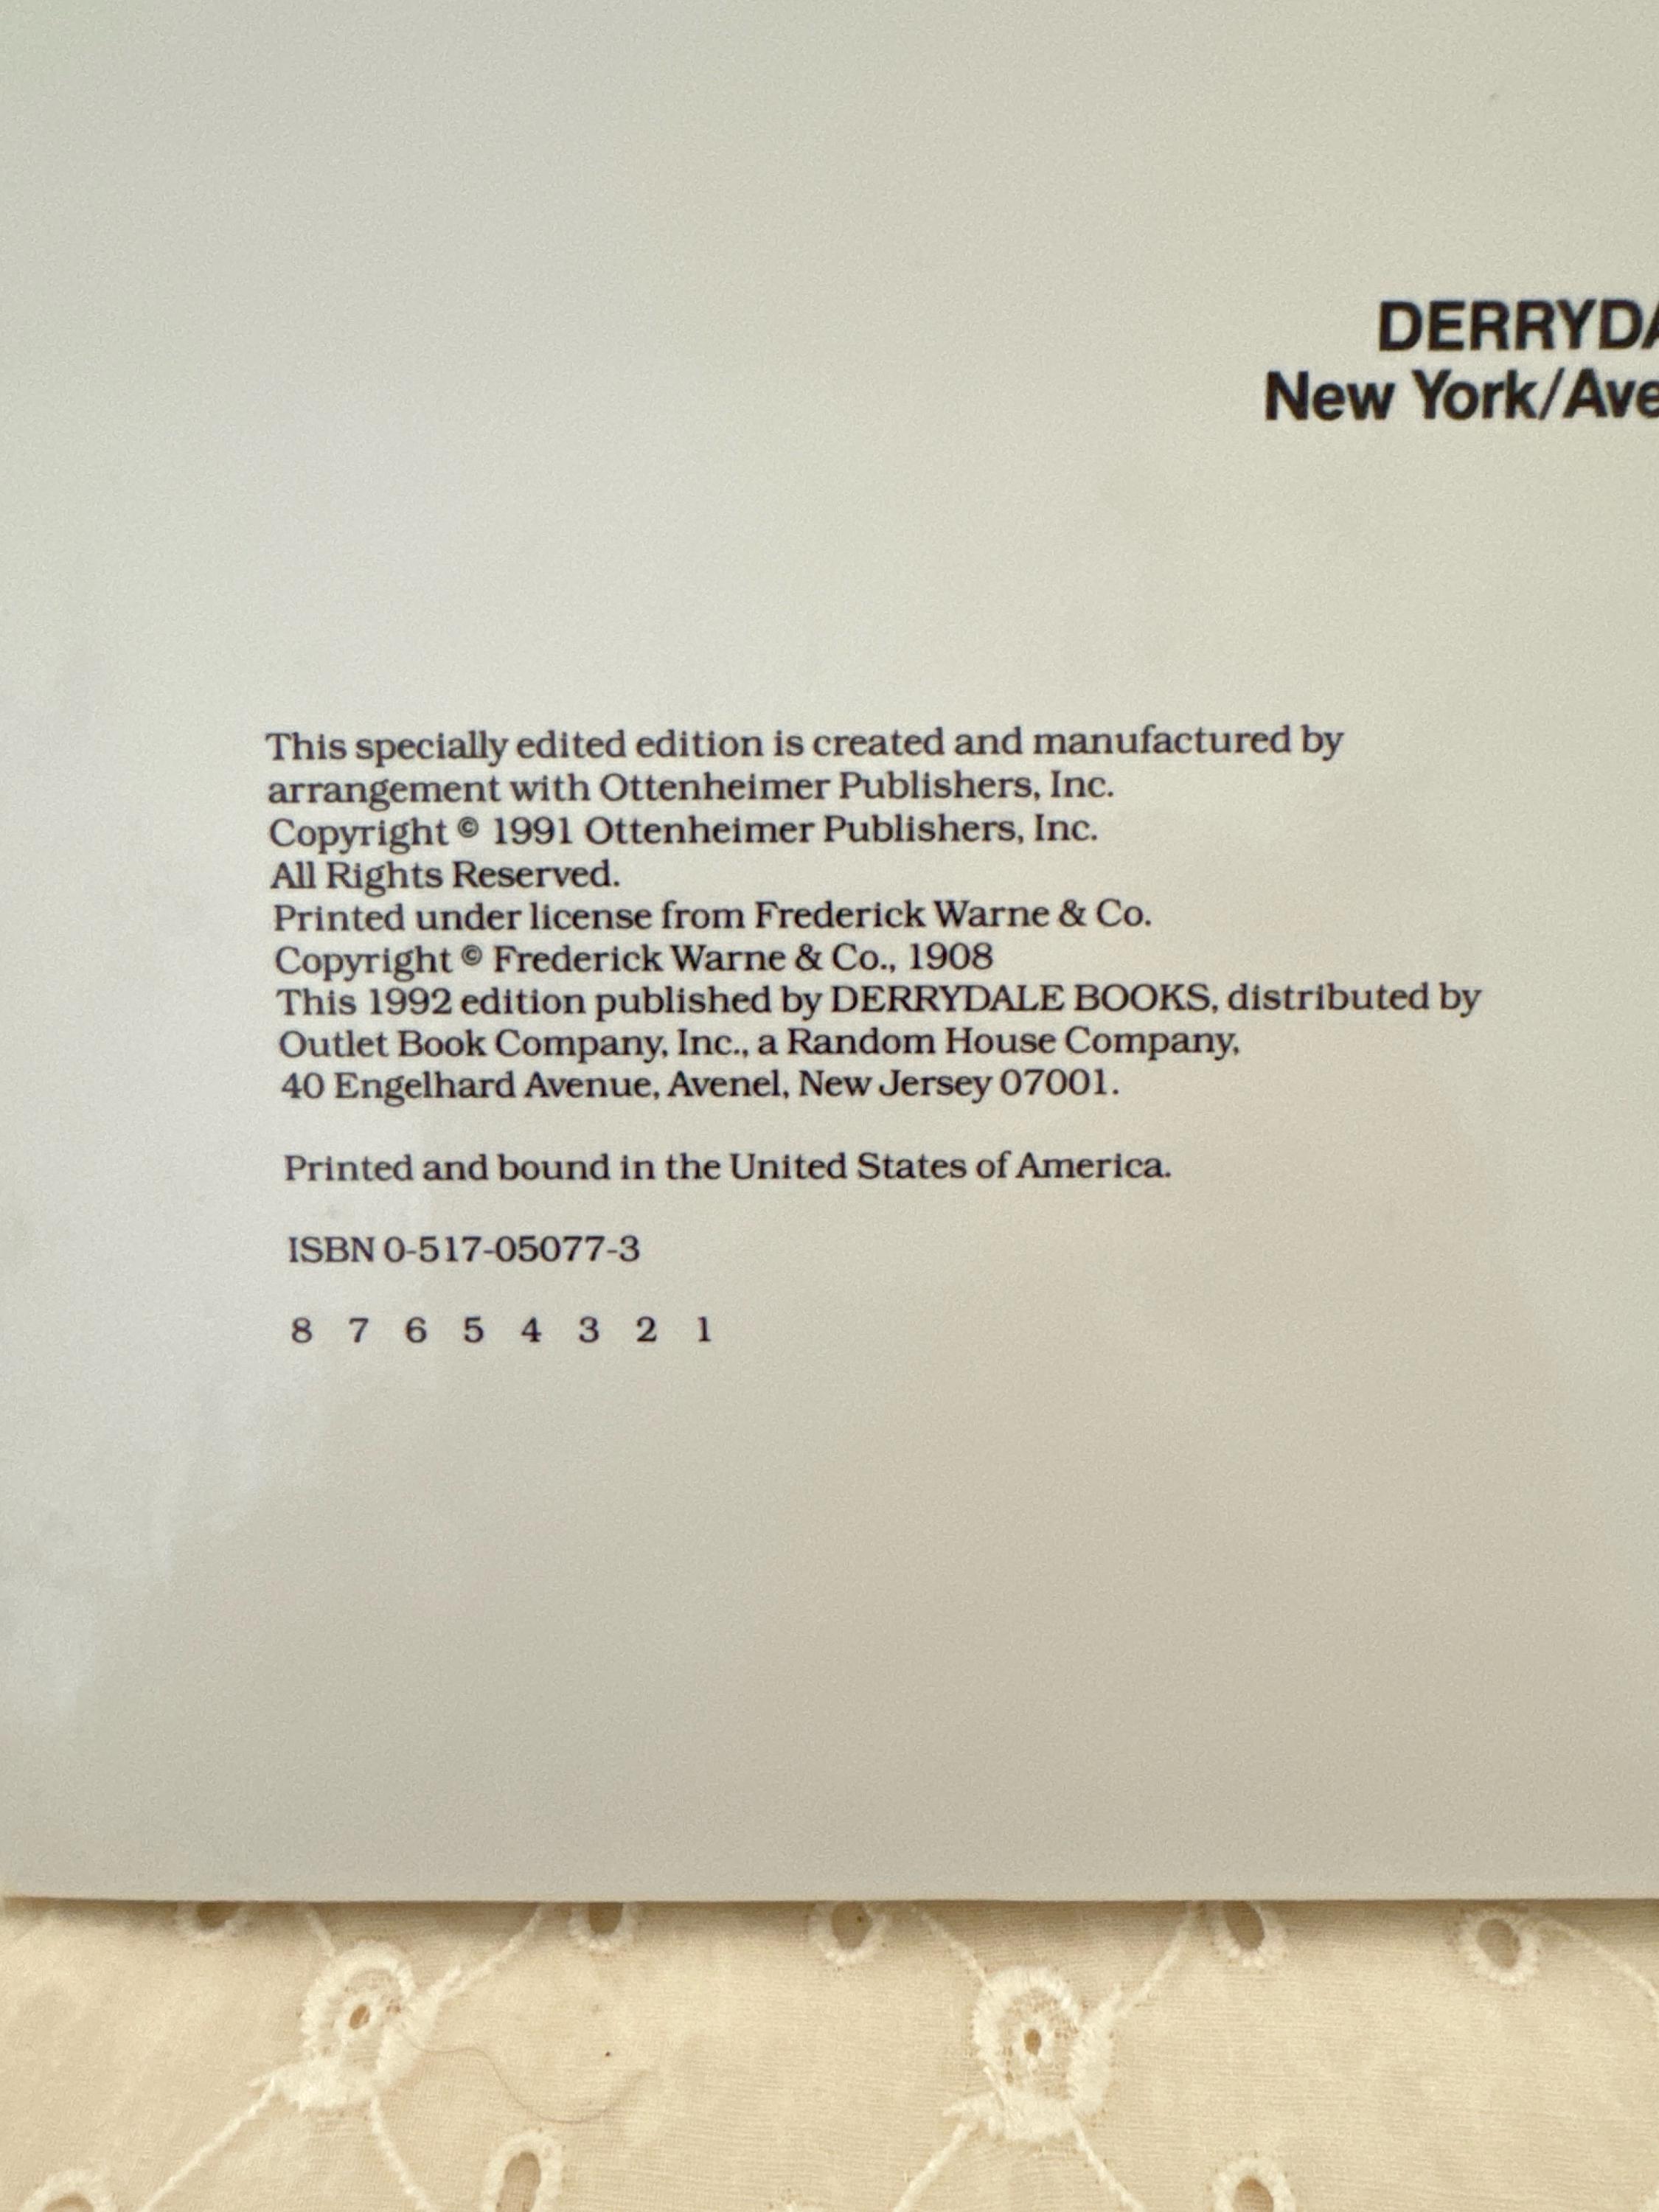 DERRYDA
New York/Ave
This specially edited edition is created and manufactured by
arrangement with Ottenheimer Publishers, Inc.
Copyright © 1991 Ottenheimer Publishers, Inc.
All Rights Reserved.
Printed under license from Frederick Warne & Co.
Copyright © Frederick Warne & Co., 1908
This 1992 edition published by DERRYDALE BOOKS, distributed by
Outlet Book Company, Inc., a Random House Company,
40 Engelhard Avenue, Avenel, New Jersey 07001.
Printed and bound in the United States of America.
ISBN 0-517-05077-3
8 7 6 5 4 3 2 1